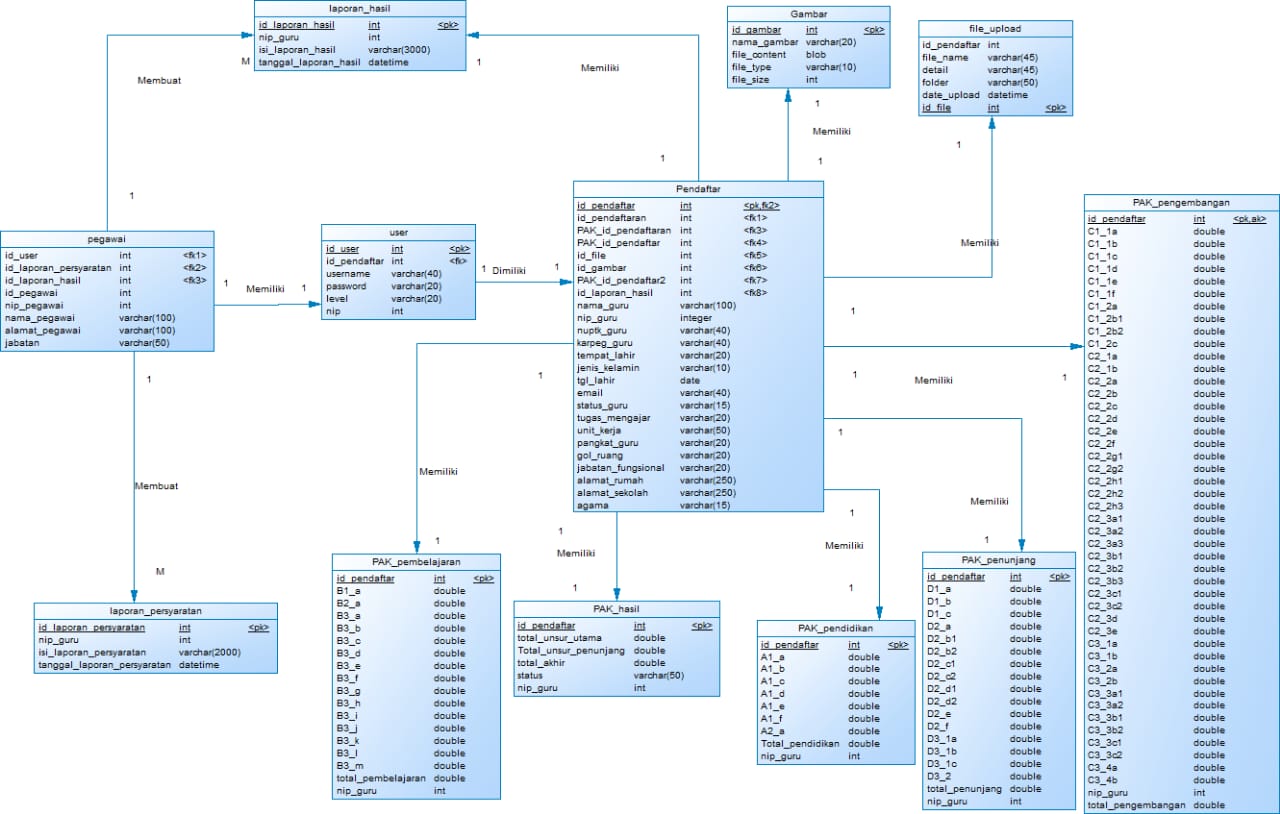 laporan_hasil
id_laporan_hasil int <pk>
nip_guru int
isi_laporan_hasil varchar(3000)
tanggal_laporan_hasil datetime
M
1
Membuat
Memiliki
1
1
Gambar
id_gambar int <pk>
nama_gambar varchar(20)
file_content blob
file_type varchar(10)
file_size int
1
Memiliki
1
file_upload
id_pendaftar int
file_name varchar(45)
detail varchar(45)
folder varchar(50)
date_upload datetime
id_file int <pk>
1
Memiliki
1
pegawai
id_user int <fk1>
id_laporan_persyaratan int <fk2>
id_laporan_hasil int <fk3>
id_pegawai int
nip_pegawai int
nama_pegawai varchar(100)
alamat_pegawai varchar(100)
jabatan varchar(50)
1
Memiliki
1
user
id_user int <pk>
id_pendaftar int <fk>
username varchar(40)
password varchar(20)
level varchar(20)
nip int
1
Dimiliki
1
Pendaftar
id_pendaftar int <pk,fk2>
id_pendaftaran int <fk1>
PAK_id_pendaftaran int <fk3>
PAK_id_pendaftar int <fk4>
id_file int <fk5>
id_gambar int <fk6>
PAK_id_pendaftar2 int <fk7>
id_laporan_hasil int <fk8>
nama_guru varchar(100)
nip_guru integer
nuptk_guru varchar(40)
karpeg_guru varchar(40)
tempat_lahir varchar(20)
jenis_kelamin varchar(10)
tgl_lahir date
email varchar(40)
status_guru varchar(15)
tugas_mengajar varchar(20)
unit_kerja varchar(50)
pangkat_guru varchar(20)
gol_ruang varchar(20)
jabatan_fungsional varchar(20)
alamat_rumah varchar(250)
alamat_sekolah varchar(250)
agama varchar(15)
PAK_pengembangan
id_pendaftar int <pk,ak>
C1_1a double
C1_1b double
C1_1c double
C1_1d double
C1_1e double
C1_1f double
C1_2a double
C1_2b1 double
C1_2b2 double
C1_2c double
C2_1a double
C2_1b double
C2_2a double
C2_2b double
C2_2c double
C2_2d double
C2_2e double
C2_2f double
C2_2g1 double
C2_2g2 double
C2_2h1 double
C2_2h2 double
C2_2h3 double
C2_3a1 double
C2_3a2 double
C2_3a3 double
C2_3b1 double
C2_3b2 double
C2_3b3 double
C2_3c1 double
C2_3c2 double
C2_3d double
C2_3e double
C3_1a double
C3_1b double
C3_2a double
C3_2b double
C3_3a1 double
C3_3a2 double
C3_3b1 double
C3_3b2 double
C3_3c1 double
C3_3c2 double
C3_4a double
C3_4b double
nip_guru int
total_pengembangan double
1
Memiliki
1
1
Membuat
M
1
Memiliki
1
1
Memiliki
1
1
Memiliki
1
1
Memiliki
1
laporan_persyaratan
id_laporan_persyaratan int <pk>
nip_guru int
isi_laporan_persyaratan varchar(2000)
tanggal_laporan_persyaratan datetime
PAK_pembelajaran
id_pendaftar int <pk>
B1_a double
B2_a double
B3_a double
B3_b double
B3_c double
B3_d double
B3_e double
B3_f double
B3_g double
B3_h double
B3_i double
B3_j double
B3_k double
B3_l double
B3_m double
total_pembelajaran double
nip_guru int
PAK_hasil
id_pendaftar int <pk>
total_unsur_utama double
Total_unsur_penunjang double
total_akhir double
status varchar(50)
nip_guru int
PAK_pendidikan
id_pendaftar int <pk>
A1_a double
A1_b double
A1_c double
A1_d double
A1_e double
A1_f double
A2_a double
Total_pendidikan double
nip_guru int
PAK_penunjang
id_pendaftar int <pk>
D1_a double
D1_b double
D1_c double
D2_a double
D2_b1 double
D2_b2 double
D2_c1 double
D2_c2 double
D2_d1 double
D2_d2 double
D2_e double
D2_f double
D3_1a double
D3_1b double
D3_1c double
D3_2 double
total_penunjang double
nip_guru int